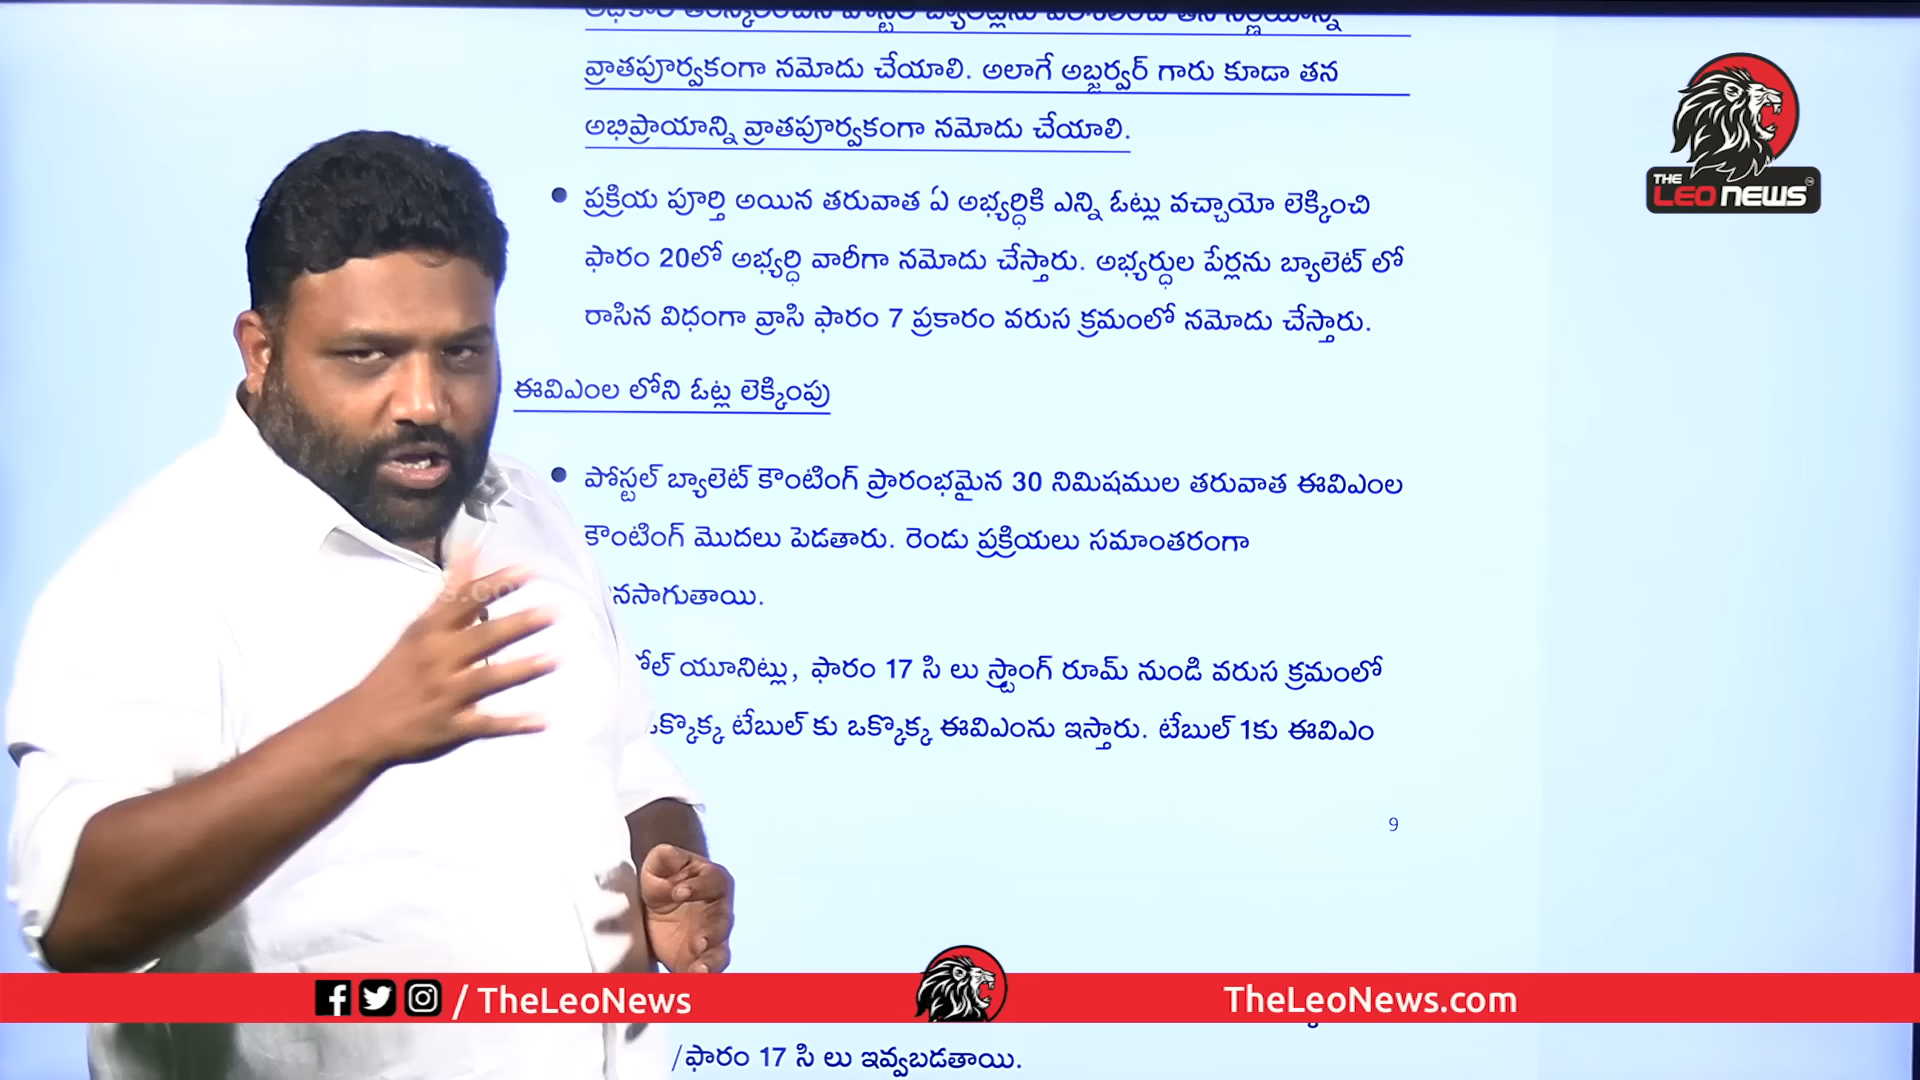 వ్రాతపూర్వకంగా నమోదు చేయాలి. అలాగే అబ్జర్వర్ గారు కూడా తన
అభిప్రాయాన్ని వ్రాతపూర్వకంగా నమోదు చేయాలి.
• ప్రక్రియ పూర్తి అయిన తరువాత ఏ అభ్యర్ధికి ఎన్ని ఓట్లు వచ్చాయో లెక్కించి
ఫారం 20లో అభ్యర్ధి వారీగా నమోదు చేస్తారు. అభ్యర్ధుల పేర్లను బ్యాలెట్ లో
రాసిన విధంగా వ్రాసి ఫారం 7 ప్రకారం వరుస క్రమంలో నమోదు చేస్తారు.
ఈవిఎంల లోని ఓట్ల లెక్కింపు
• పోస్టల్ బ్యాలెట్ కౌంటింగ్ ప్రారంభమైన 30 నిమిషముల తరువాత ఈవిఎంల
కౌంటింగ్ మొదలు పెడతారు. రెండు ప్రక్రియలు సమాంతరంగా
నసాగుతాయి.
యూనిట్లు, ఫారం 17 సి లు స్ట్రాంగ్ రూమ్ నుండి వరుస క్రమంలో
టేబుల్ కు ఒక్కొక్క ఈవిఎంను ఇస్తారు. టేబుల్ 1కు ఈవిఎం
9
/ఫారం 17 సి లు ఇవ్వబడతాయి.
THE
LEO NEWS
/ TheLeoNews
TheLeoNews.com